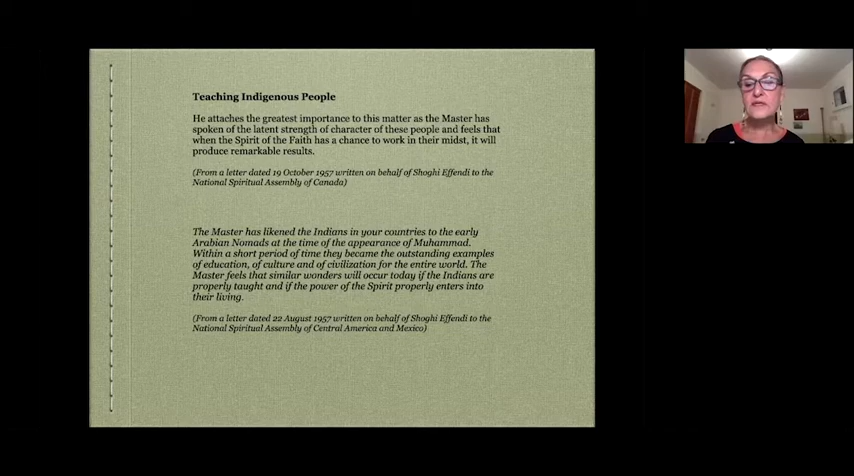 Teaching Indigenous People
He attaches the greatest importance to this matter as the Master has
spoken of the latent strength of character of these people and feels that
when the Spirit of the Faith has a chance to work in their midst, it will
produce remarkable results.
(From a letter dated 19 October 1957 written on behalf of Shoghi Effendi to the
National Spiritual Assembly of Canada)
The Master has likened the Indians in your countries to the early
Arabian Nomads at the time of the appearance of Muhammad.
Within a short period of time they became the outstanding examples
of education, of culture and of civilization for the entire world. The
Master feels that similar wonders will occur today if the Indians are
properly taught and if the power of the Spirit properly enters into
their living.
(From a letter dated 22 August 1957 written on behalf of Shoghi Effendi to the
National Spiritual Assembly of Central America and Mexico)